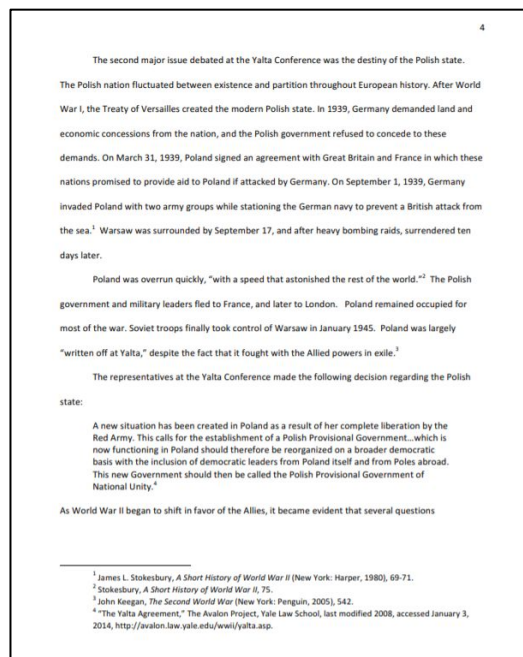 4
The second major issue debated at the Yalta Conference was the destiny of the Polish state.
The Polish nation fluctuated between existence and partition throughout European history. After World
War I, the Treaty of Versailles created the modern Polish state. In 1939, Germany demanded land and
economic concessions from the nation, and the Polish government refused to concede to these
demands. On March 31, 1939, Poland signed an agreement with Great Britain and France in which these
nations promised to provide aid to Poland if attacked by Germany. On September 1, 1939, Germany
invaded Poland with two army groups while stationing the German navy to prevent a British attack from
the sea.¹ Warsaw was surrounded by September 17, and after heavy bombing raids, surrendered ten
days later.
Poland was overrun quickly, “with a speed that astonished the rest of the world.”² The Polish
government and military leaders fled to France, and later to London. Poland remained occupied for
most of the war. Soviet troops finally took control of Warsaw in January 1945. Poland was largely
“written off at Yalta,” despite the fact that it fought with the Allied powers in exile.³
The representatives at the Yalta Conference made the following decision regarding the Polish
state:
A new situation has been created in Poland as a result of her complete liberation by the
Red Army. This calls for the establishment of a Polish Provisional Government…which is
now functioning in Poland should therefore be reorganized on a broader democratic
basis with the inclusion of democratic leaders from Poland itself and from Poles abroad.
This new Government should then be called the Polish Provisional Government of
National Unity.⁴
As World War II began to shift in favor of the Allies, it became evident that several questions
¹ James L. Stokesbury, A Short History of World War II (New York: Harper, 1980), 69-71.
² Stokesbury, A Short History of World War II, 75.
³ John Keegan, The Second World War (New York: Penguin, 2005), 542.
⁴ “The Yalta Agreement,” The Avalon Project, Yale Law School, last modified 2008, accessed January 3,
2014, http://avalon.law.yale.edu/wwii/yalta.asp.